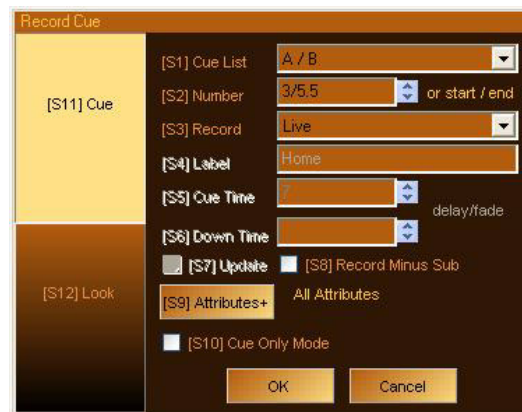 Record Cue
[S11] Cue
[S1] Cue List A / B
[S2] Number 3/5.5 or start / end
[S3] Record Live
[S4] Label Home
[S5] Cue Time 7
delay/fade
[S6] Down Time
[S7] Update [S8] Record Minus Sub
[S12] Look
[S9] Attributes+ All Attributes
[S10] Cue Only Mode
OK Cancel